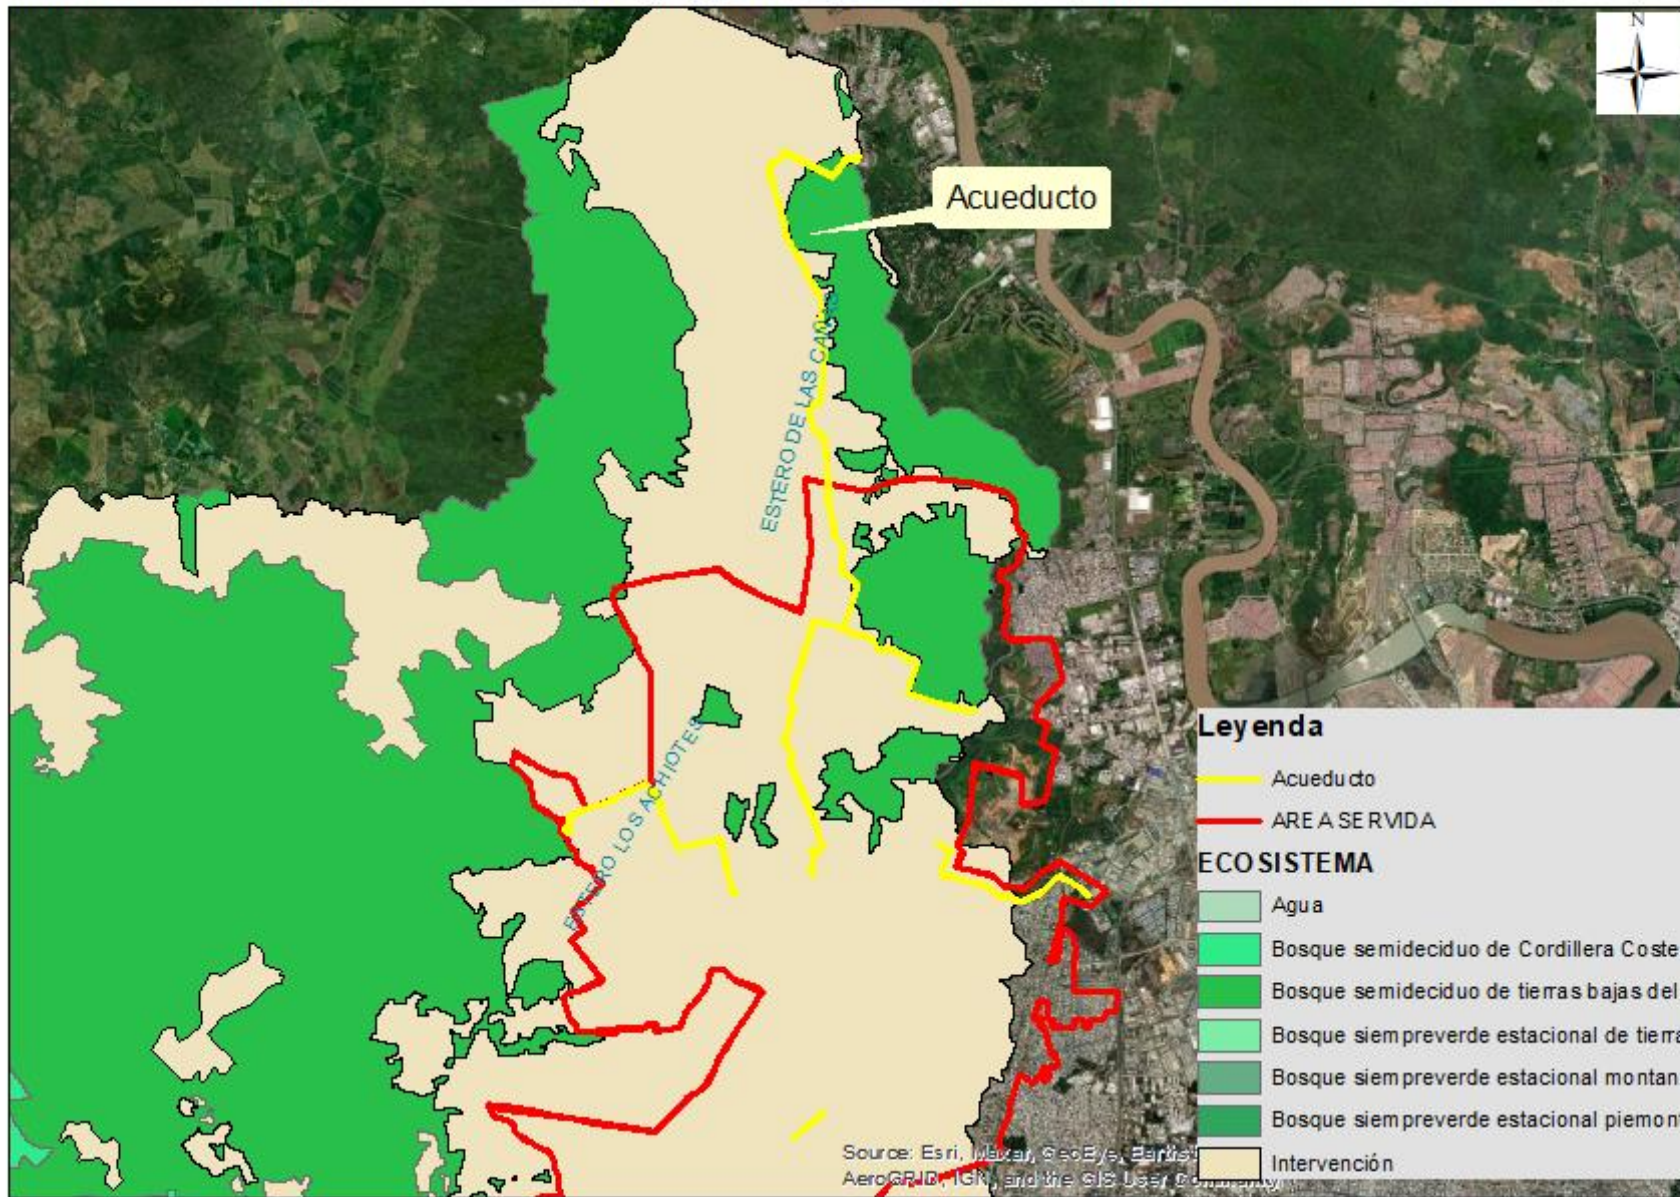 N
Acueducto
ESTERO DE LAS
ESTERO LOS ACHIOTES
Leyenda
Acueducto
AREA SERVIDA
ECOSISTEMA
Agua
Bosque semideciduo de Cordillera Coste
Bosque semideciduo de tierras bajas del
Bosque siempreverde estacional de tierra
Bosque siempreverde estacional montan
Bosque siempreverde estacional piemont
Intervención
Source: Esri, Maxar, GeoEye, Earths
AeroGRID, IGN, and the GIS User Community